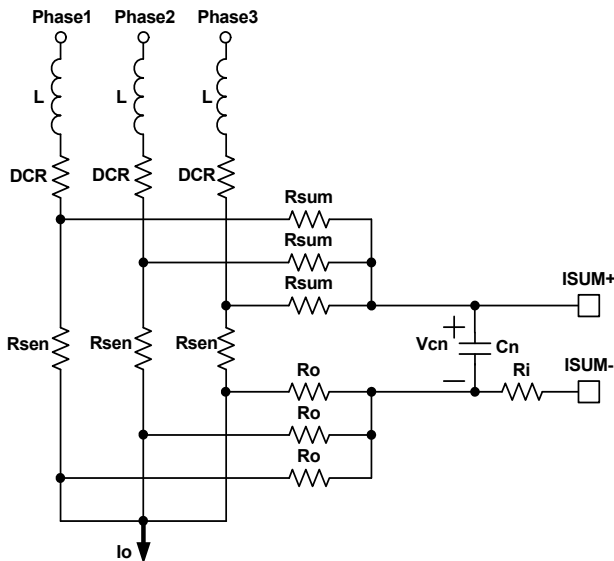 Phase1 Phase2 Phase3
L L L
DCR DCR DCR
Rsum
Rsum
Rsum
ISUM+
Rsen Rsen Rsen
+
Vcn Cn
−
Ro
Ro
Ro
Ri
ISUM-
Io